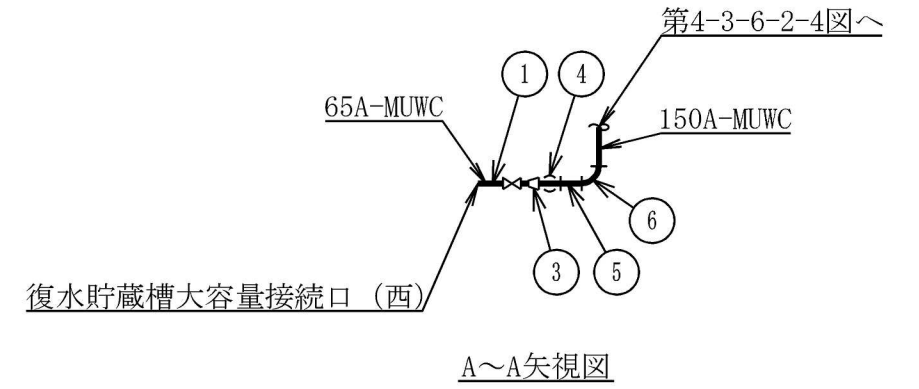 第4-3-6-2-4図へ
1
4
65A-MUWC
150A-MUWC
6
3
5
復水貯蔵槽大容量接続口 (西)
A～A矢視図